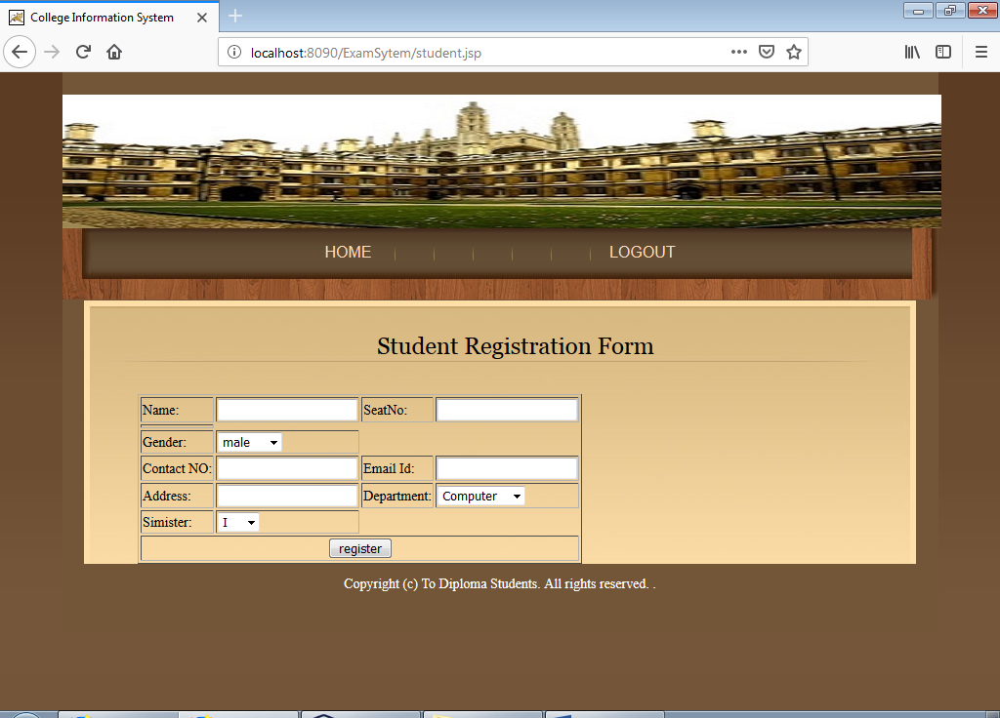 College Information System
localhost:8090/ExamSytem/student.jsp
HOME LOGOUT
Student Registration Form
Name: SeatNo:
Gender: male
Contact NO: Email Id:
Address: Department: Computer
Simister: I
register
Copyright (c) To Diploma Students. All rights reserved. .